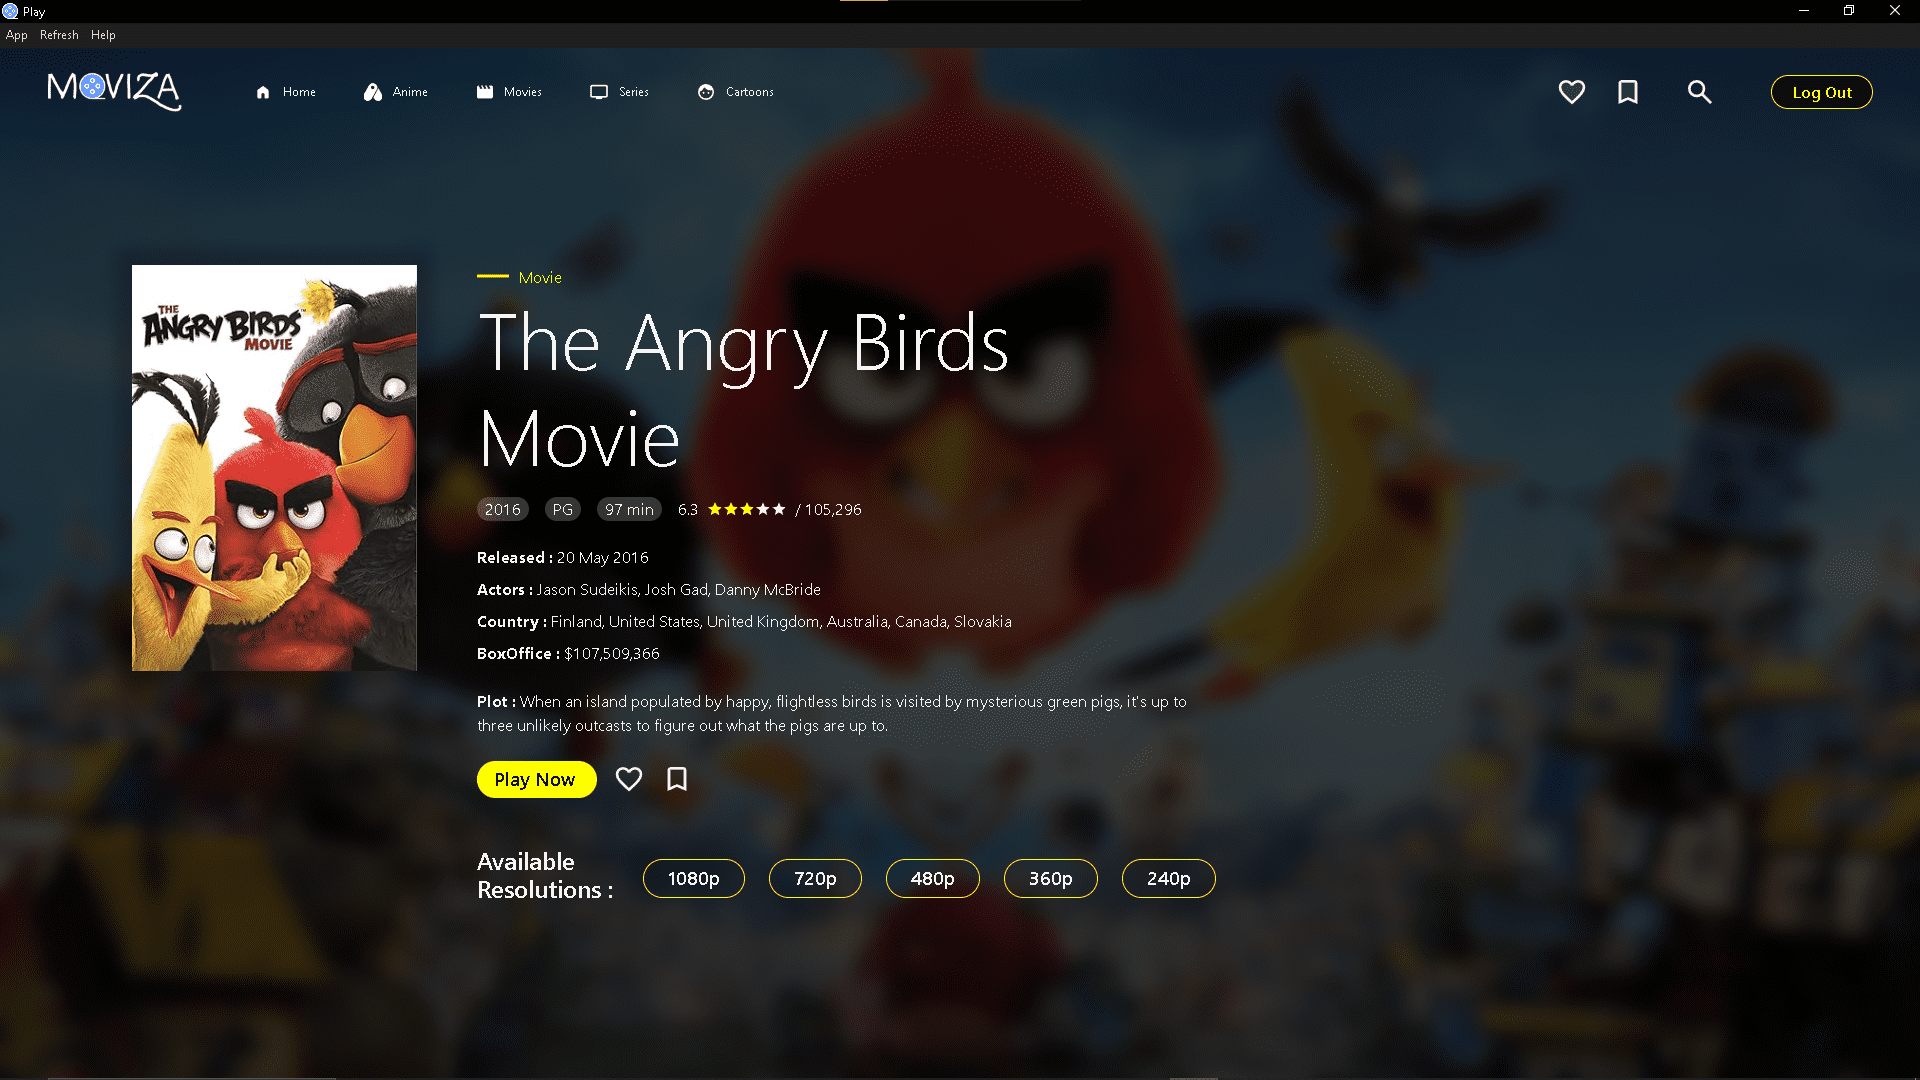 Play
App Refresh Help
MOVIZA Home Anime Movies Series Cartoons Log Out
THE
ANGRY BIRDS
MOVIE
Movie
The Angry Birds
Movie
2016 PG 97 min 6.3 / 105,296
Released : 20 May 2016
Actors : Jason Sudeikis, Josh Gad, Danny McBride
Country : Finland, United States, United Kingdom, Australia, Canada, Slovakia
BoxOffice : $107,509,366
Plot : When an island populated by happy, flightless birds is visited by mysterious green pigs, it's up to
three unlikely outcasts to figure out what the pigs are up to.
Play Now
Available
Resolutions :
1080p 720p 480p 360p 240p